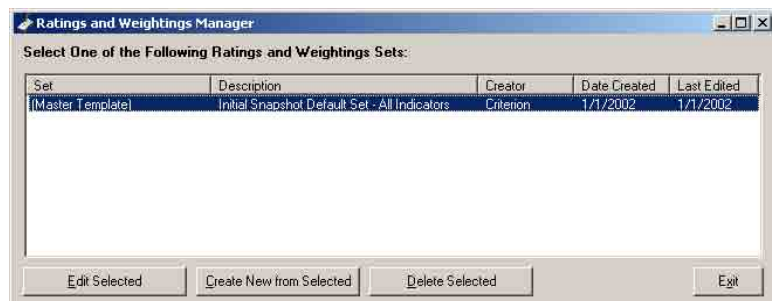 Ratings and Weightings Manager
Select One of the Following Ratings and Weightings Sets:
Set Description Creator Date Created Last Edited
(Master Template) Initial Snapshot Default Set - All Indicators Criterion 1/1/2002 1/1/2002
Edit Selected Create New from Selected Delete Selected Exit